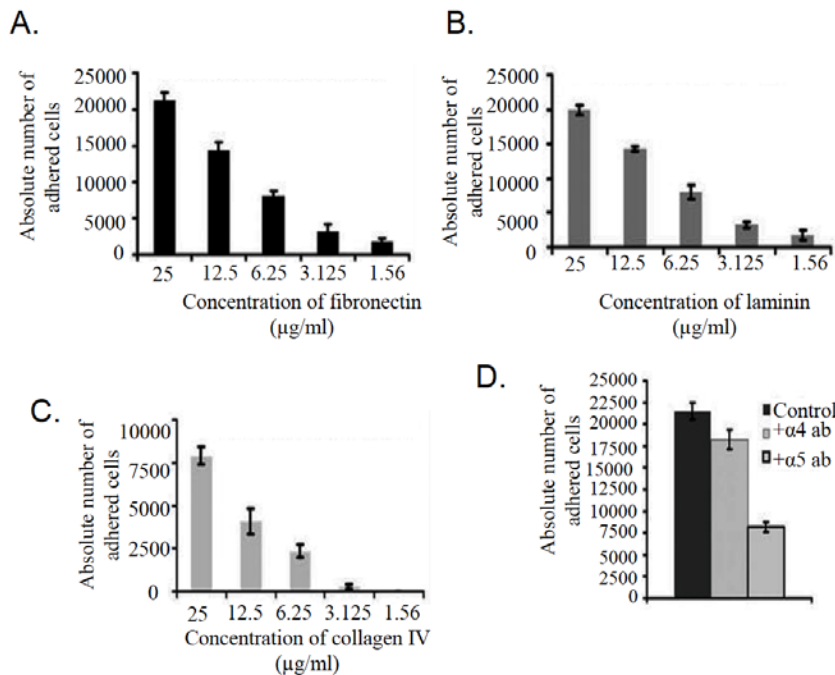 A.
Absolute number of
adhered cells
25000
20000
15000
10000
5000
0
25 12.5 6.25 3.125 1.56
Concentration of fibronectin
(µg/ml)
B.
Absolute number of
adhered cells
25000
20000
15000
10000
5000
0
25 12.5 6.25 3.125 1.56
Concentration of laminin
(µg/ml)
C.
Absolute number of
adhered cells
10000
7500
5000
2500
0
25 12.5 6.25 3.125 1.56
Concentration of collagen IV
(µg/ml)
D.
Absolute number of
adhered cells
25000
22500
20000
17500
15000
12500
10000
7500
5000
2500
0
Control
+α4 ab
+α5 ab